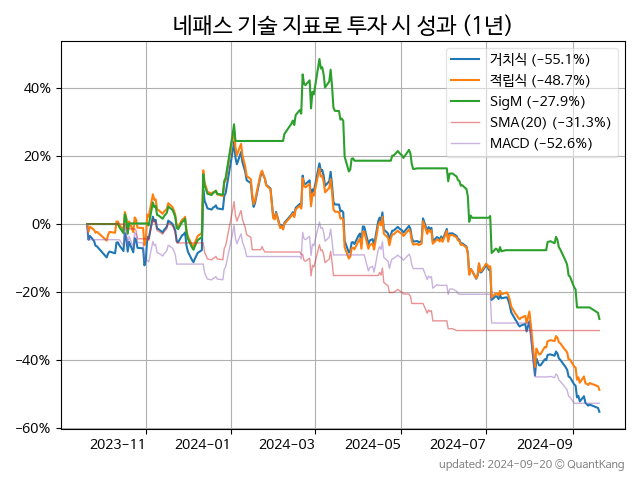 네패스 기술 지표로 투자 시 성과 (1년)
거치식 (−55.1%)
적립식 (−48.7%)
SigM (−27.9%)
SMA(20) (−31.3%)
MACD (−52.6%)
40%
20%
0%
−20%
−40%
−60%
2023-11 2024-01 2024-03 2024-05 2024-07 2024-09
updated: 2024-09-20 © QuantKang